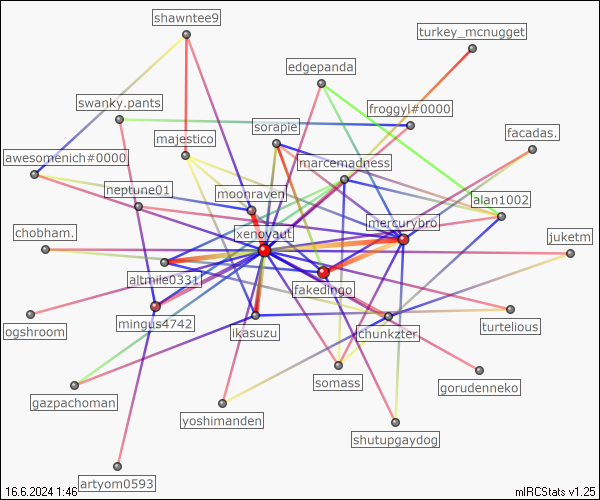 shawntee9
turkey_mcnugget
edgepanda
swanky.pants
froggyl#0000
sorapie
majestico
facadas.
awesomenich#0000
marcemadness
neptune01
moonraven
alan1002
mercurybro
xenoyaut
chobham.
juketm
altmile0331
fakedingo
mingus4742
ogshroom
ikasuzu
chunkzter
turtelious
somass
gorudenneko
gazpachoman
yoshimanden
shutupgaydog
artyom0593
16.6.2024 1:46
mIRCStats v1.25